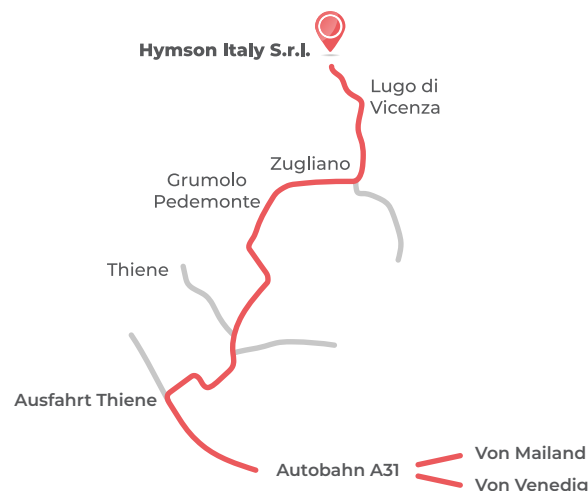 Hymson Italy S.r.l.
Lugo di
Vicenza
Zugliano
Grumolo
Pedemonte
Thiene
Ausfahrt Thiene
Autobahn A31
Von Mailand
Von Venedig